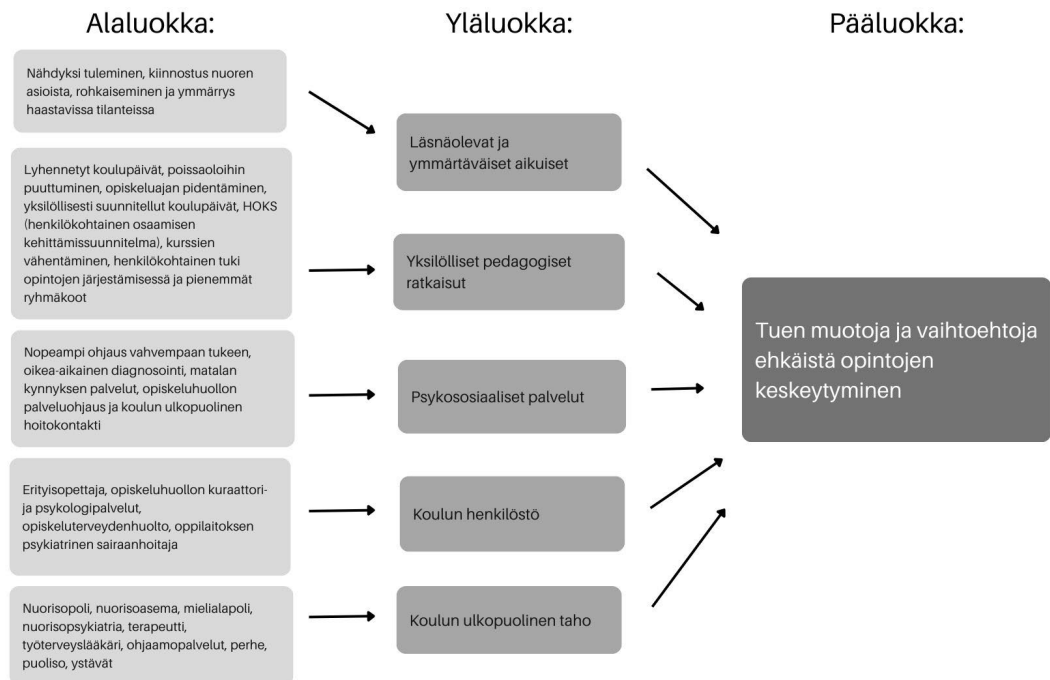 Alaluokka:
Yläluokka:
Pääluokka:
Nähdyksi tuleminen, kiinnostus nuoren
asioista, rohkaiseminen ja ymmärrys
haastavissa tilanteissa
Lyhennetyt koulupäivät, poissaoloihin
puuttuminen, opiskeluajan pidentäminen,
yksilöllisesti suunnitellut koulupäivät, HOKS
(henkilökohtainen osaamisen
kehittämissuunnitelma), kurssien
vähentäminen, henkilökohtainen tuki
opintojen järjestämisessä ja pienemmät
ryhmäkoot
Nopeampi ohjaus vahvempaan tukeen,
oikea-aikainen diagnosointi, matalan
kynnyksen palvelut, opiskeluhuollon
palveluohjaus ja koulun ulkopuolinen
hoitokontakti
Erityisopettaja, opiskeluhuollon kuraattori-
ja psykologipalvelut,
opiskeluterveydenhuolto, oppilaitoksen
psykiatrinen sairaanhoitaja
Nuorisopoli, nuorisoasema, mielialapoli,
nuorisopsykiatria, terapeutti,
työterveyslääkäri, ohjaamopalvelut, perhe,
puoliso, ystävät
Läsnäolevat ja
ymmärtäväiset aikuiset
Yksilölliset pedagogiset
ratkaisut
Psykososiaaliset palvelut
Koulun henkilöstö
Koulun ulkopuolinen taho
Tuen muotoja ja vaihtoehtoja
ehkäistä opintojen
keskeytyminen